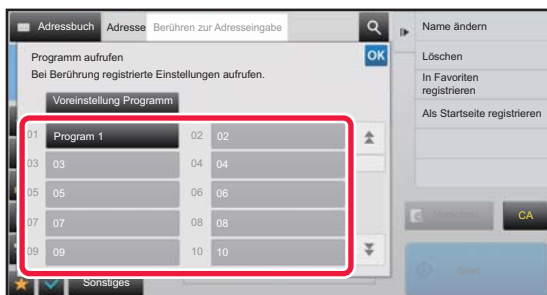 Adressbuch Adresse Berühren zur Adresseingabe
Programm aufrufen
OK
Bei Berührung registrierte Einstellungen aufrufen.
Voreinstellung Programm
01 Program 1 02 02
03 03 04 04
05 05 06 06
07 07 08 08
09 09 10 10
Sonstiges
Name ändern
Löschen
In Favoriten
registrieren
Als Startseite registrieren
Vorschau
CA
Start